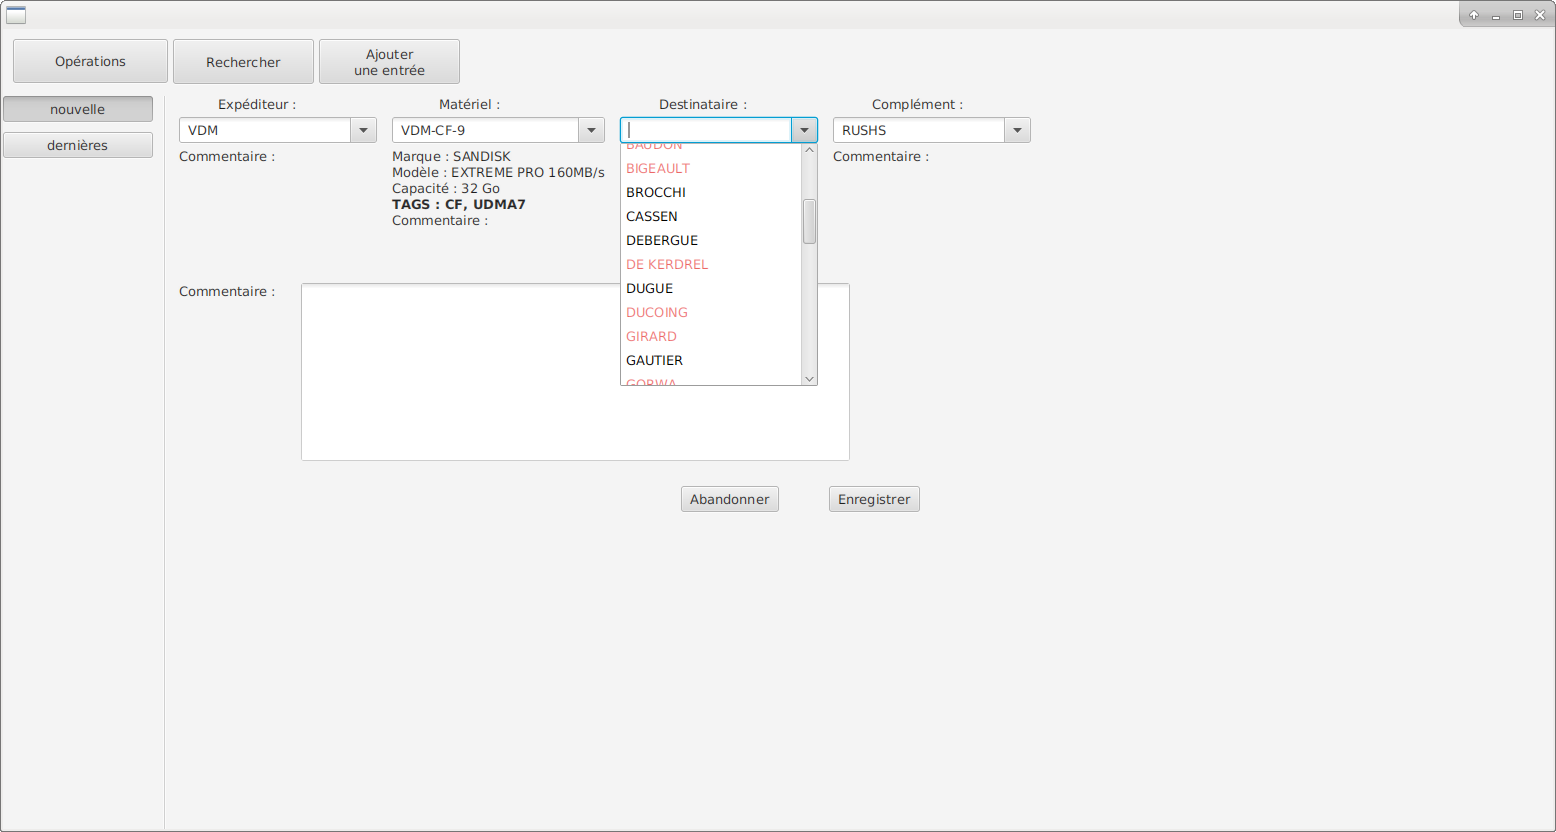 Opérations
Rechercher
Ajouter
une entrée
nouvelle
dernières
Expéditeur :
VDM
Commentaire :
Matériel :
VDM-CF-9
Marque : SANDISK
Modèle : EXTREME PRO 160MB/s
Capacité : 32 Go
TAGS : CF, UDMA7
Commentaire :
Destinataire :
BAUDON
BIGEAULT
BROCCHI
CASSEN
DEBERGUE
DE KERDREL
DUGUE
DUCOING
GIRARD
GAUTIER
GORWA
Complément :
RUSHS
Commentaire :
Commentaire :
Abandonner
Enregistrer